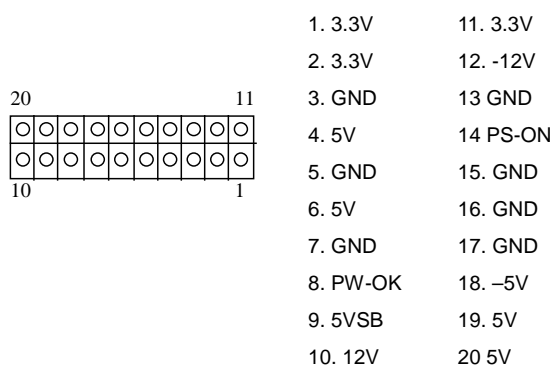 20 11
10 1
1. 3.3V 11. 3.3V
2. 3.3V 12. -12V
3. GND 13 GND
4. 5V 14 PS-ON
5. GND 15. GND
6. 5V 16. GND
7. GND 17. GND
8. PW-OK 18. –5V
9. 5VSB 19. 5V
10. 12V 20 5V